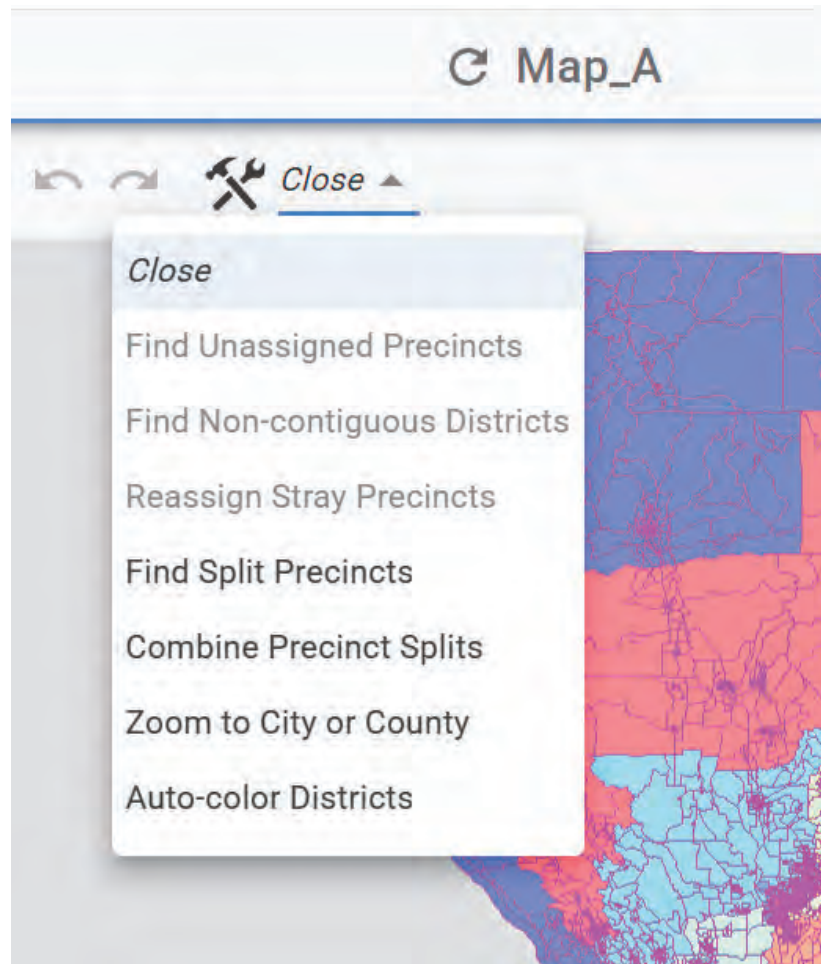 Map_A
Close
Close
Find Unassigned Precincts
Find Non-contiguous Districts
Reassign Stray Precincts
Find Split Precincts
Combine Precinct Splits
Zoom to City or County
Auto-color Districts